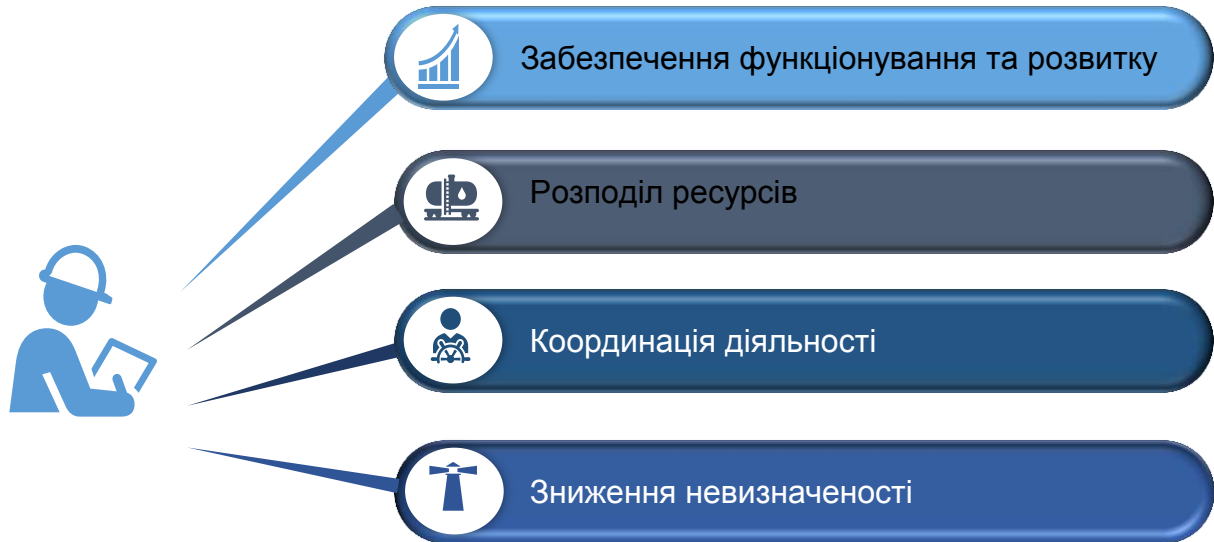 Забезпечення функціонування та розвитку
Розподіл ресурсів
Координація діяльності
Зниження невизначеності